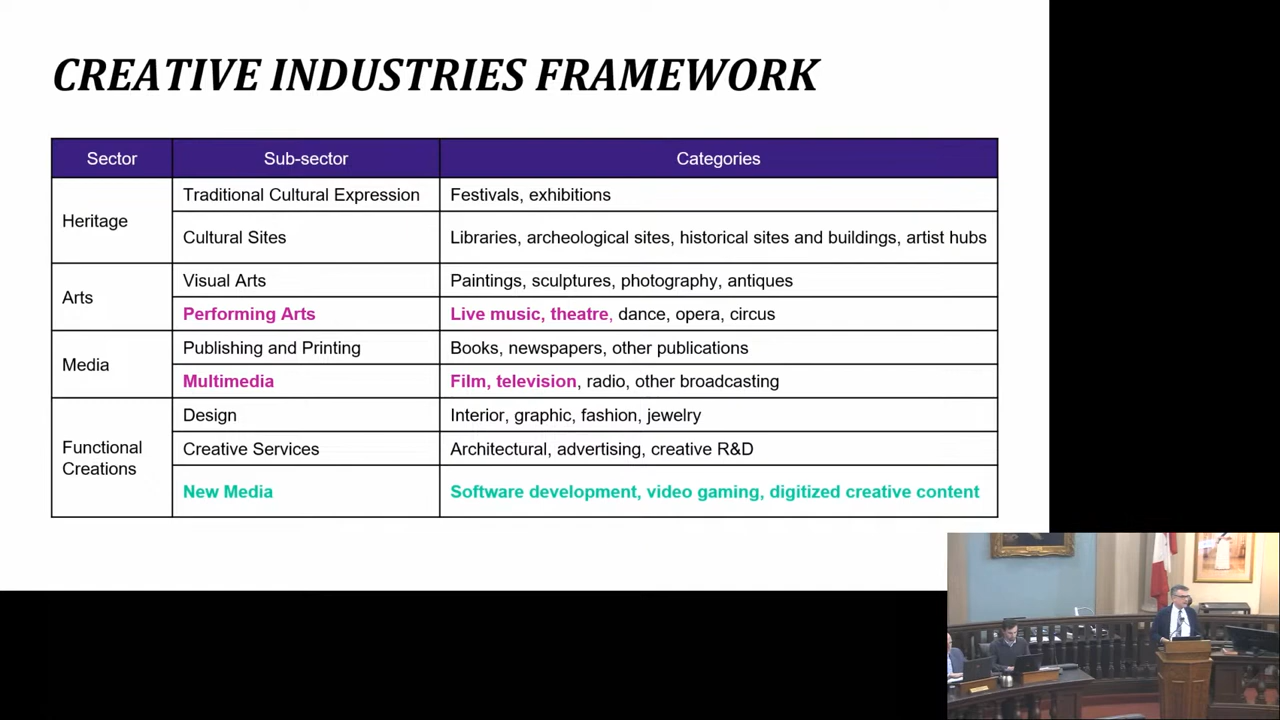 CREATIVE INDUSTRIES FRAMEWORK
Sector
Sub-sector
Categories
Heritage
Traditional Cultural Expression
Festivals, exhibitions
Cultural Sites
Libraries, archeological sites, historical sites and buildings, artist hubs
Arts
Visual Arts
Paintings, sculptures, photography, antiques
Performing Arts
Live music, theatre, dance, opera, circus
Media
Publishing and Printing
Books, newspapers, other publications
Multimedia
Film, television, radio, other broadcasting
Functional
Creations
Design
Interior, graphic, fashion, jewelry
Creative Services
Architectural, advertising, creative R&D
New Media
Software development, video gaming, digitized creative content